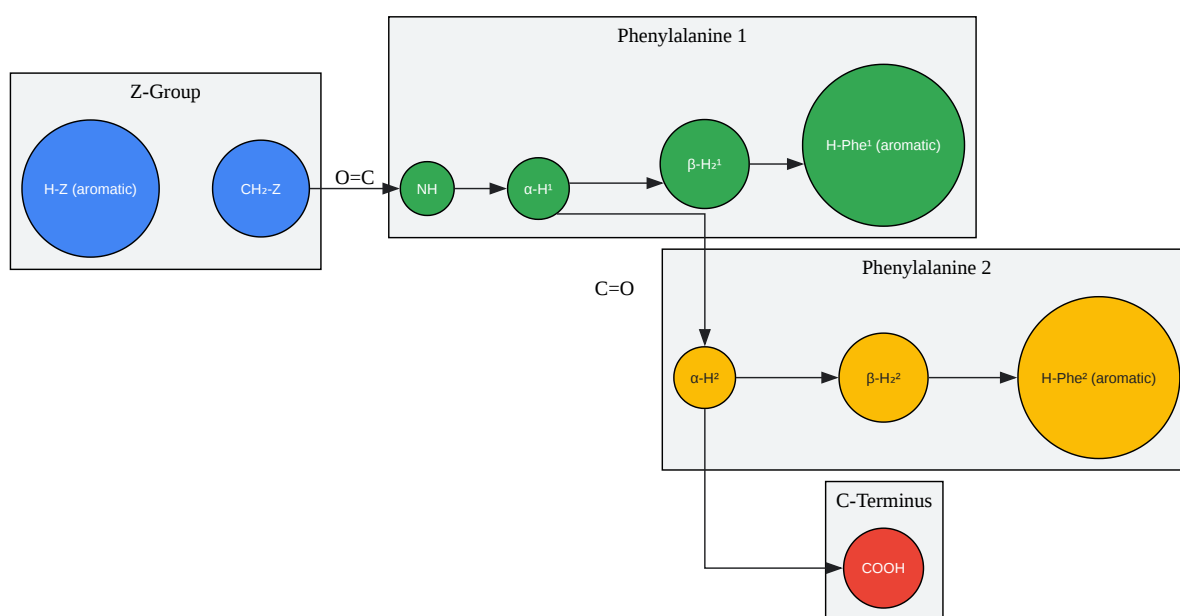 Phenylalanine 1
Z-Group
H-Z (aromatic)
CH₂-Z
O=C
NH
α-H¹
β-H₂¹
H-Phe¹ (aromatic)
Phenylalanine 2
C=O
α-H²
β-H₂²
H-Phe² (aromatic)
C-Terminus
COOH